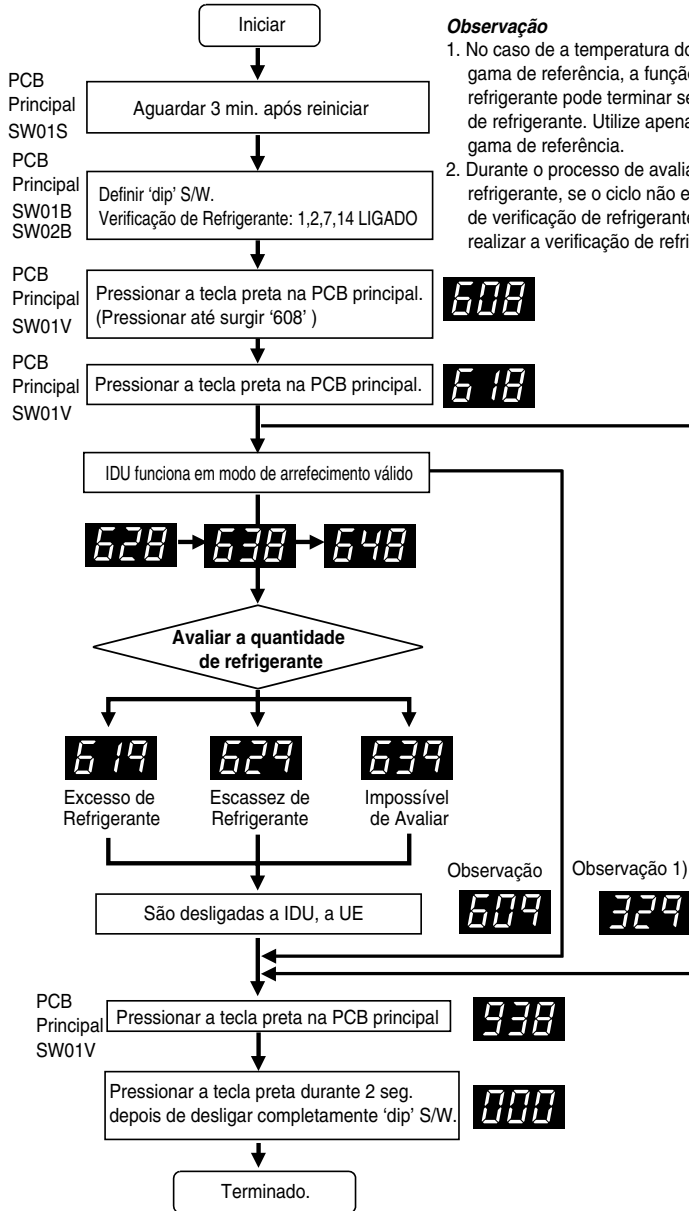 Iniciar
Observação
1. No caso de a temperatura do
gama de referência, a função
refrigerante pode terminar se
de refrigerante. Utilize apena
gama de referência.
2. Durante o processo de avalia
refrigerante, se o ciclo não e
de verificação de refrigerante
realizar a verificação de refri
PCB
Principal
SW01S
Aguardar 3 min. após reiniciar
PCB
Principal
SW01B
SW02B
Definir ‘dip’ S/W.
Verificação de Refrigerante: 1,2,7,14 LIGADO
PCB
Principal
SW01V
Pressionar a tecla preta na PCB principal.
(Pressionar até surgir ‘608’ )
608
PCB
Principal
SW01V
Pressionar a tecla preta na PCB principal.
618
IDU funciona em modo de arrefecimento válido
628 638 648
Avaliar a quantidade
de refrigerante
619 629 639
Excesso de
Refrigerante
Escassez de
Refrigerante
Impossível
de Avaliar
Observação
609
Observação 1)
329
São desligadas a IDU, a UE
PCB
Principal
SW01V
Pressionar a tecla preta na PCB principal
938
Pressionar a tecla preta durante 2 seg.
depois de desligar completamente ‘dip’ S/W.
000
Terminado.